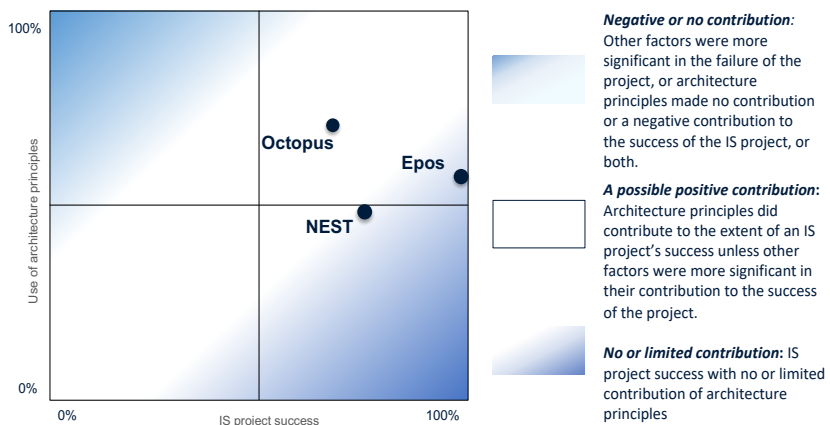 100%
Use of architecture principles
0%
Octopus
Epos
NEST
0%
IS project success
100%
Negative or no contribution:
Other factors were more
significant in the failure of the
project, or architecture
principles made no contribution
or a negative contribution to
the success of the IS project, or
both.
A possible positive contribution:
Architecture principles did
contribute to the extent of an IS
project's success unless other
factors were more significant in
their contribution to the success
of the project.
No or limited contribution: IS
project success with no or limited
contribution of architecture
principles